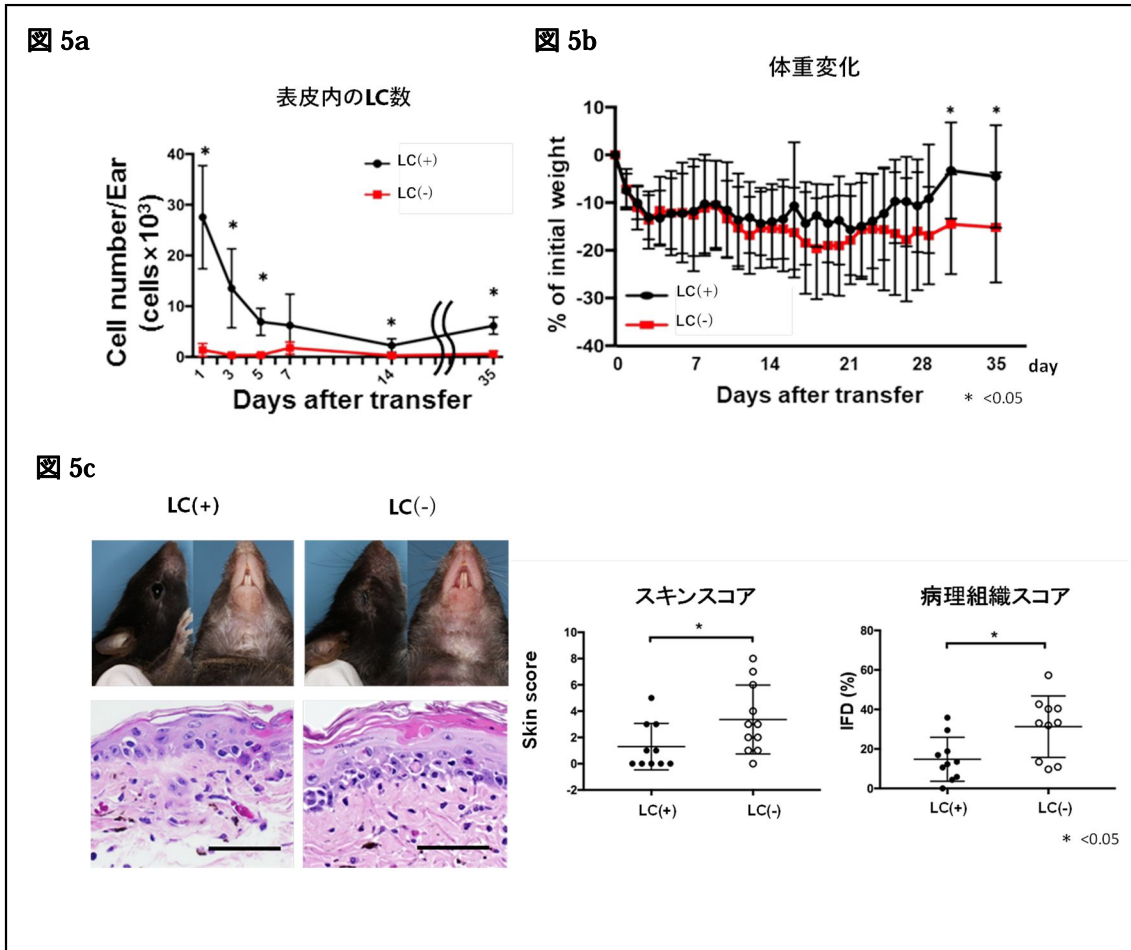 図 5a
表皮内のLC数
Cell number/Ear
(cells×10³)
40
30
20
10
0
*
*
*
*
*
LC(+)
LC(-)
1
3
5
7
14
35
Days after transfer
図 5b
体重変化
% of initial weight
10
0
-10
-20
-30
-40
*
*
LC(+)
LC(-)
0
7
14
21
28
35
day
Days after transfer
* <0.05
図 5c
LC(+)
LC(-)
スキンスコア
Skin score
10
8
6
4
2
0
-2
*
LC(+)
LC(-)
病理組織スコア
IFD (%)
80
60
40
20
0
*
LC(+)
LC(-)
* <0.05